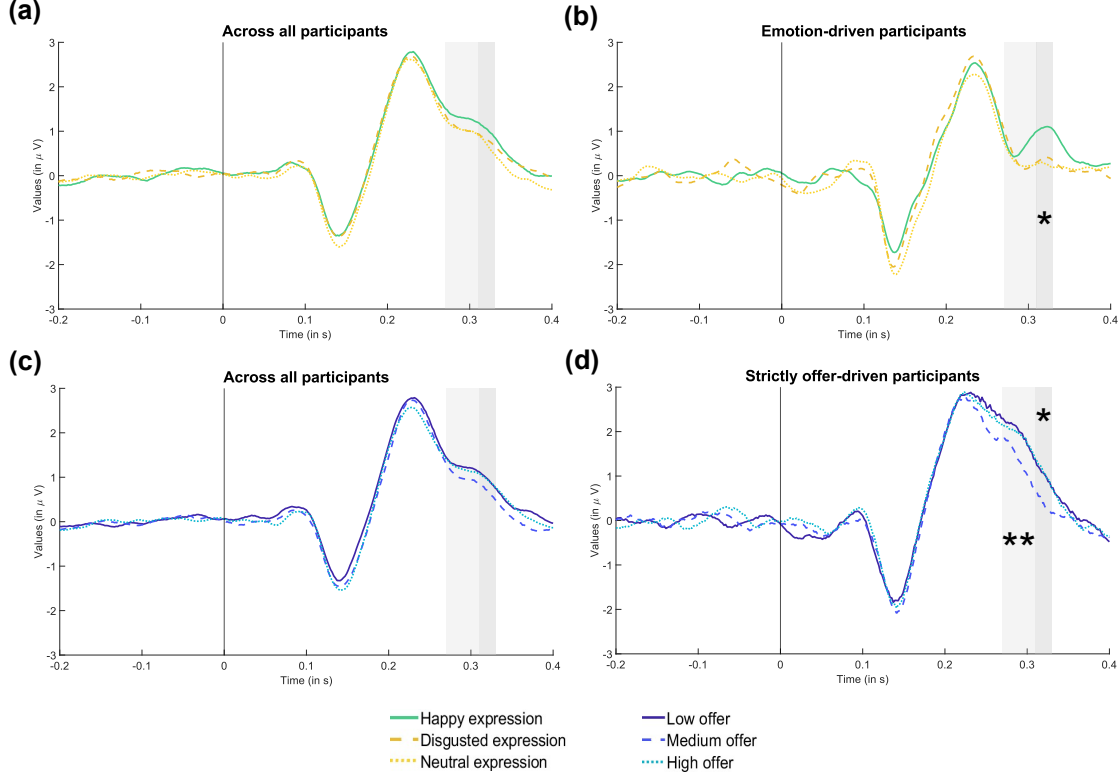 (a)
Across all participants
3
2
1
0
-1
-2
-3
Values (in μ V)
-0.2 -0.1 0 0.1 0.2 0.3 0.4
Time (in s)
(b)
Emotion-driven participants
3
2
1
0
-1
-2
-3
Values (in μ V)
*
-0.2 -0.1 0 0.1 0.2 0.3 0.4
Time (in s)
(c)
Across all participants
3
2
1
0
-1
-2
-3
Values (in μ V)
-0.2 -0.1 0 0.1 0.2 0.3 0.4
Time (in s)
(d)
Strictly offer-driven participants
3
2
1
0
-1
-2
-3
Values (in μ V)
*
**
-0.2 -0.1 0 0.1 0.2 0.3 0.4
Time (in s)
Happy expression
Disgusted expression
Neutral expression
Low offer
Medium offer
High offer